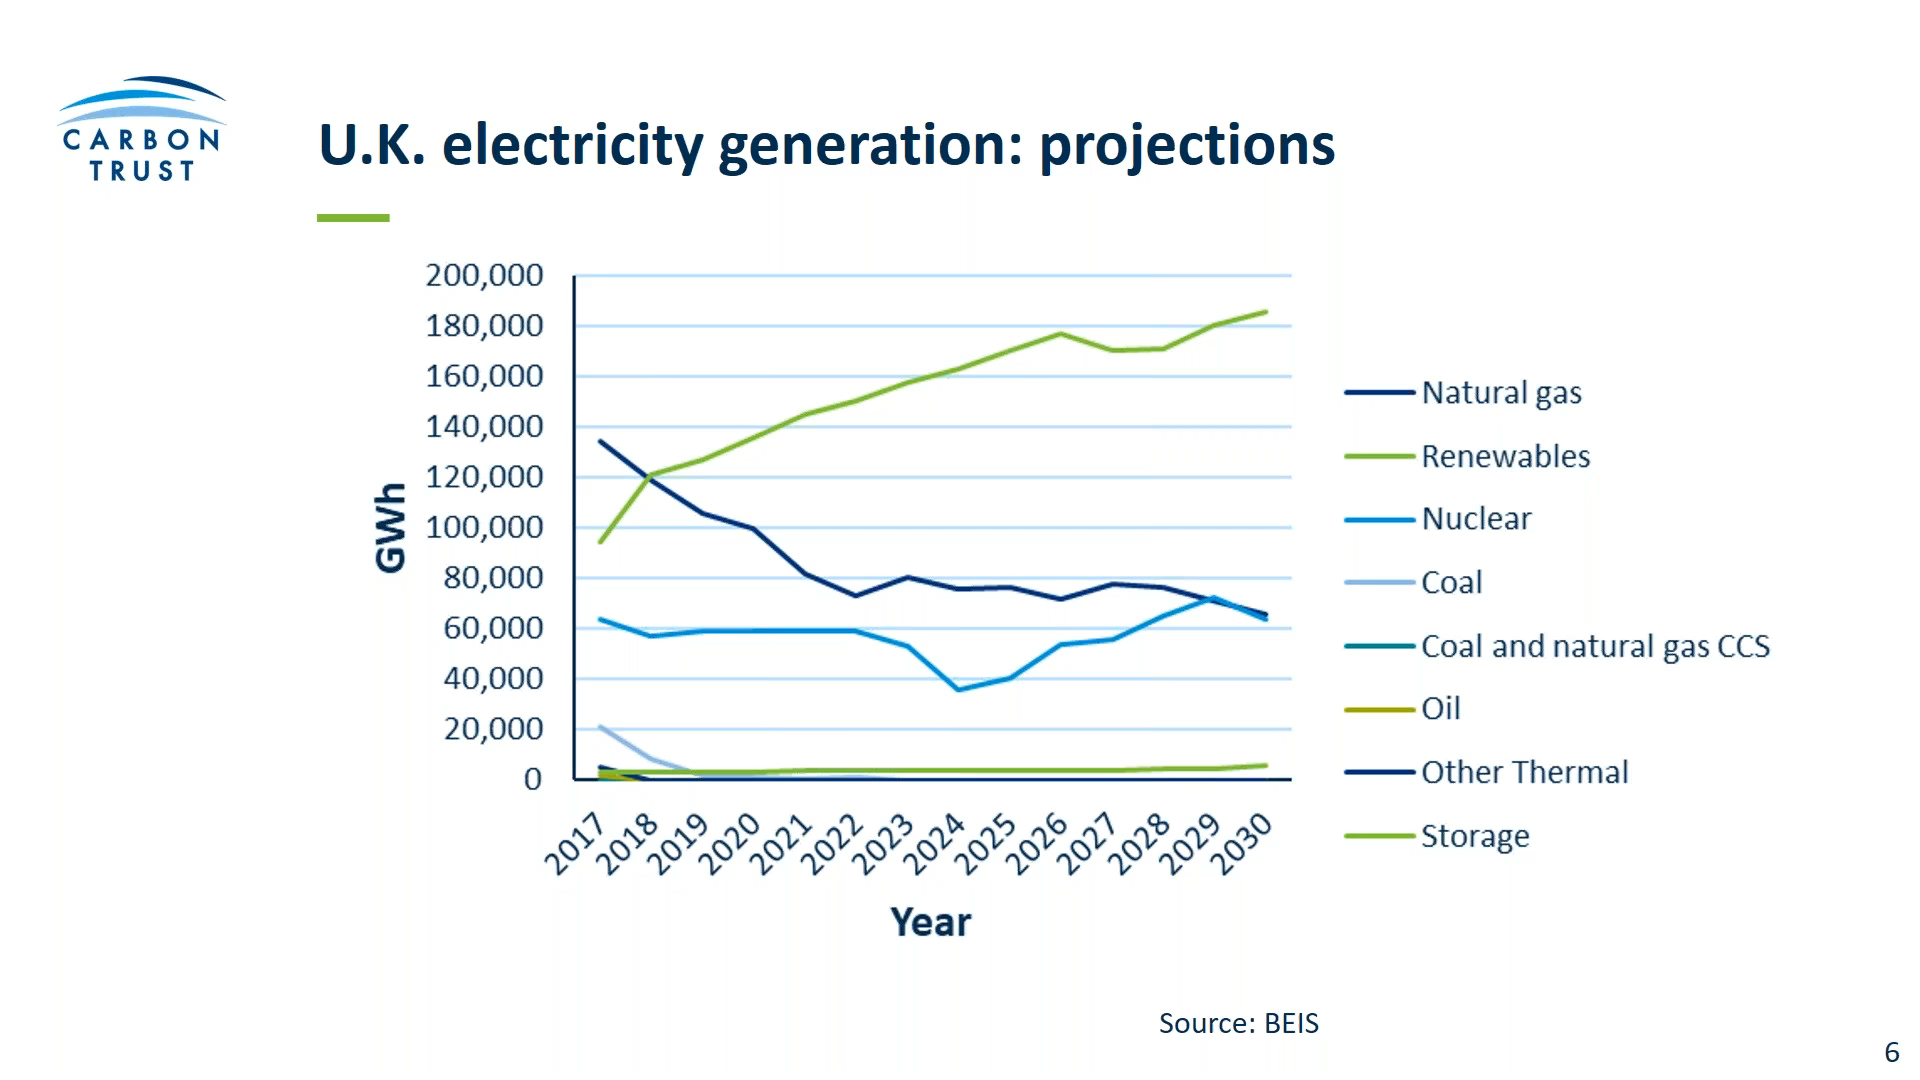 CARBON
TRUST
U.K. electricity generation: projections
200,000
180,000
160,000
140,000
120,000
100,000
80,000
60,000
40,000
20,000
0
GWh
2017
2018
2019
2020
2021
2022
2023
2024
2025
2026
2027
2028
2029
2030
Year
Natural gas
Renewables
Nuclear
Coal
Coal and natural gas CCS
Oil
Other Thermal
Storage
Source: BEIS
6